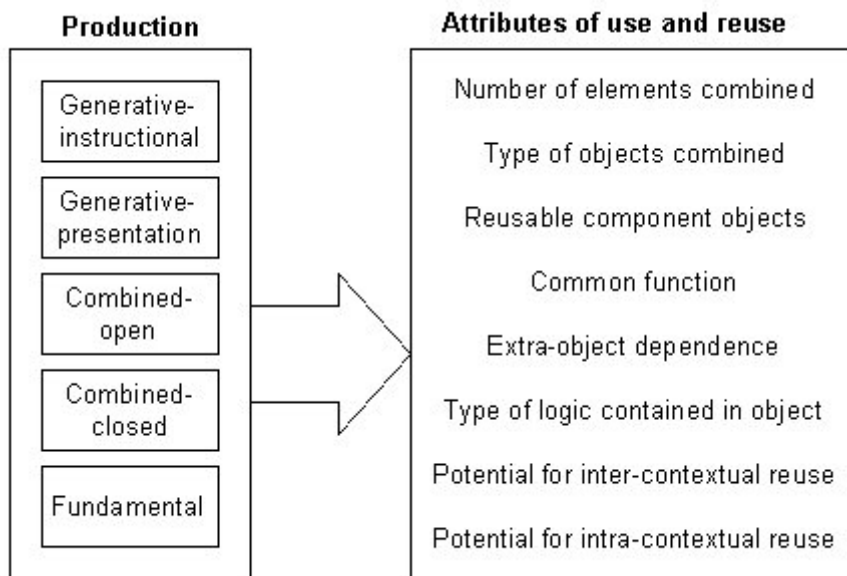 Production
Generative-
instructional
Generative-
presentation
Combined-
open
Combined-
closed
Fundamental
Attributes of use and reuse
Number of elements combined
Type of objects combined
Reusable component objects
Common function
Extra-object dependence
Type of logic contained in object
Potential for inter-contextual reuse
Potential for intra-contextual reuse